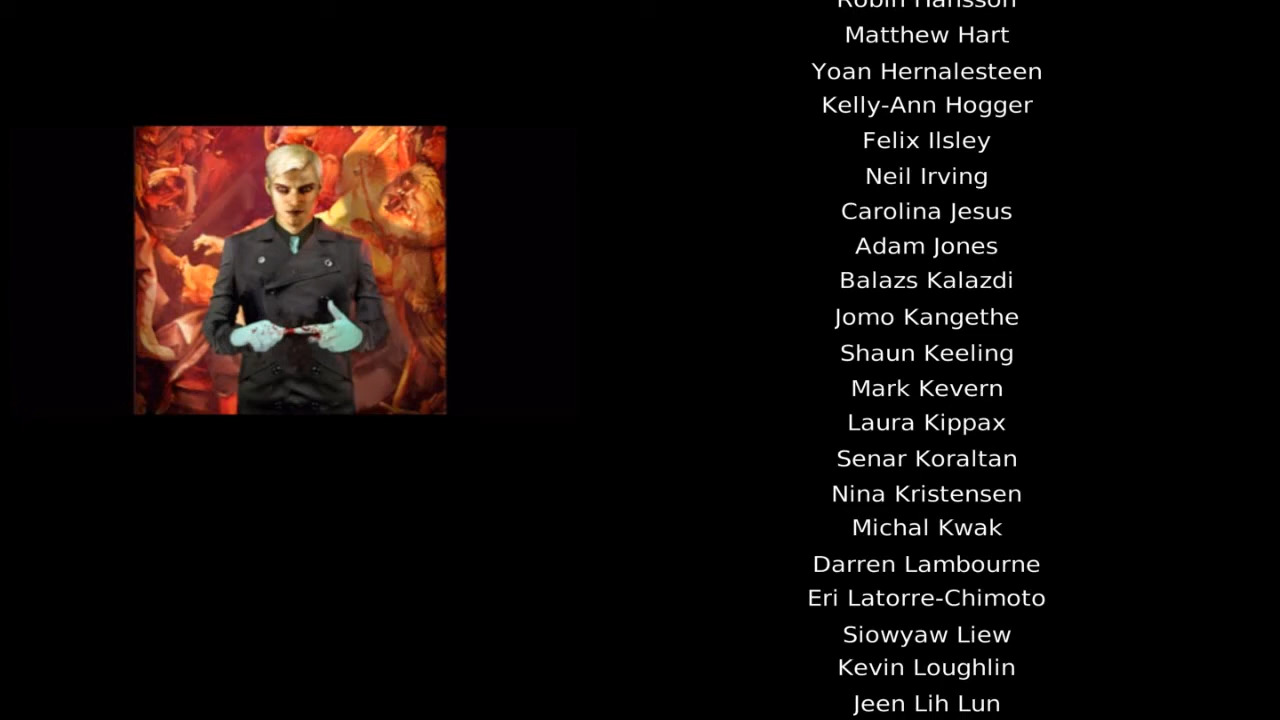 Robin Hansson
Matthew Hart
Yoan Hernalesteen
Kelly-Ann Hogger
Felix Ilsley
Neil Irving
Carolina Jesus
Adam Jones
Balazs Kalazdi
Jomo Kangethe
Shaun Keeling
Mark Kevern
Laura Kippax
Senar Koraltan
Nina Kristensen
Michal Kwak
Darren Lambourne
Eri Latorre-Chimoto
Siowyaw Liew
Kevin Loughlin
Jeen Lih Lun